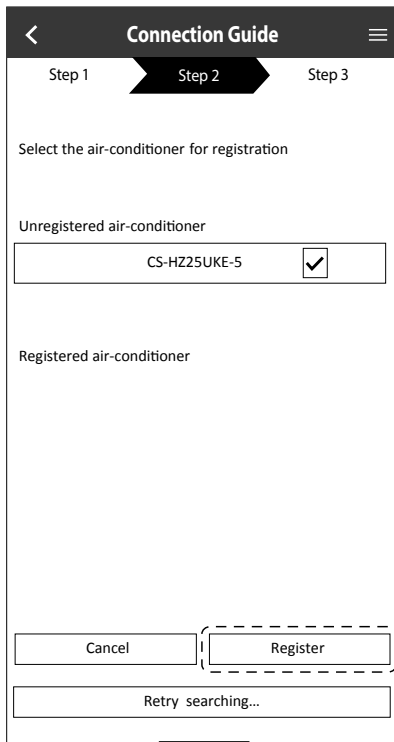 Connection Guide
Step 1 Step 2 Step 3
Select the air-conditioner for registration
Unregistered air-conditioner
CS-HZ25UKE-5
Registered air-conditioner
Cancel Register
Retry searching...